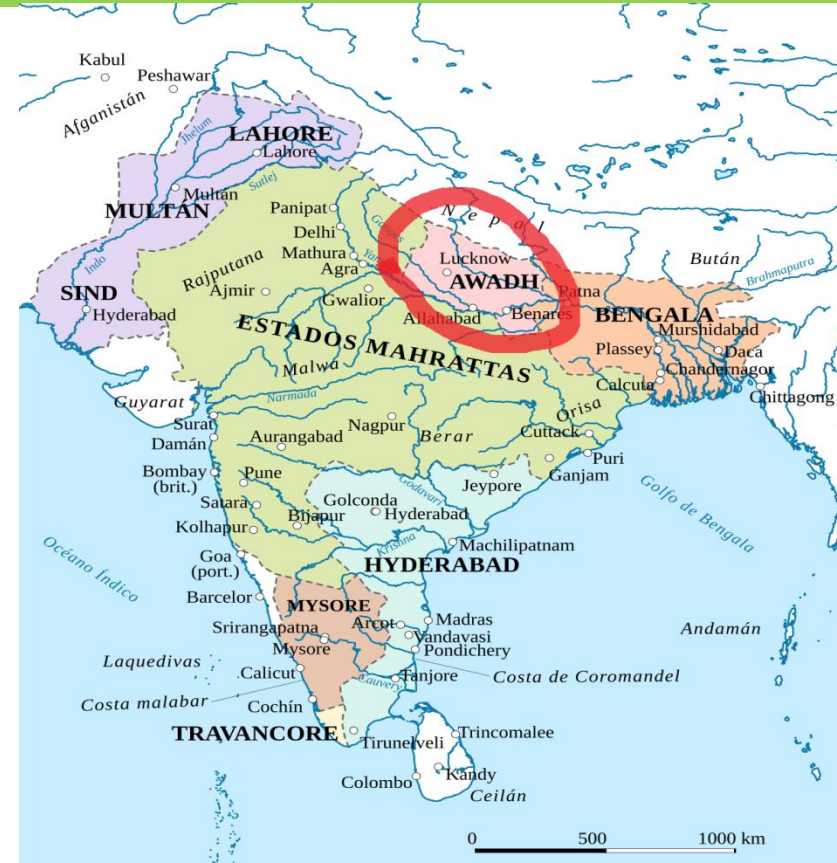 Kabul
Peshawar
Afganistán
Jhelum
LAHORE
Lahore
Multán
Sutlej
MULTÁN
Indo
SIND
Hyderabad
Panipat
Delhi
Mathura
Agra
Ganges
Rajputana
Ajmir
Gwalior
Nepal
Lucknow
AWADH
Allahabad
Benarés
Patna
Bután
Brahmaputra
BENGALA
Murshidabad
Plassey
Daca
Chandernagor
Calcuta
Chittagong
ESTADOS MAHRATTAS
Malwa
Narmada
Guyarat
Surat
Damán
Aurangabad
Nagpur
Berar
Orisa
Cuttack
Puri
Ganjam
Bombay
(brit.)
Pune
Satara
Kolhapur
Bijapur
Golconda
Hyderabad
Godavari
Jeypore
Golfo de Bengala
Krishna
Machilipatnam
HYDERABAD
Océano Índico
Goa
(port.)
Barcelor
MYSORE
Srirangapatna
Mysore
Arcot
Madras
Vandavasi
Pondichery
Andamán
Laquedivas
Calicut
Cauvery
Tanjore
Costa de Coromandel
Costa malabar
Cochín
TRAVANCORE
Tirunelveli
Trincomalee
Kandy
Colombo
Ceilán
0 500 1000 km